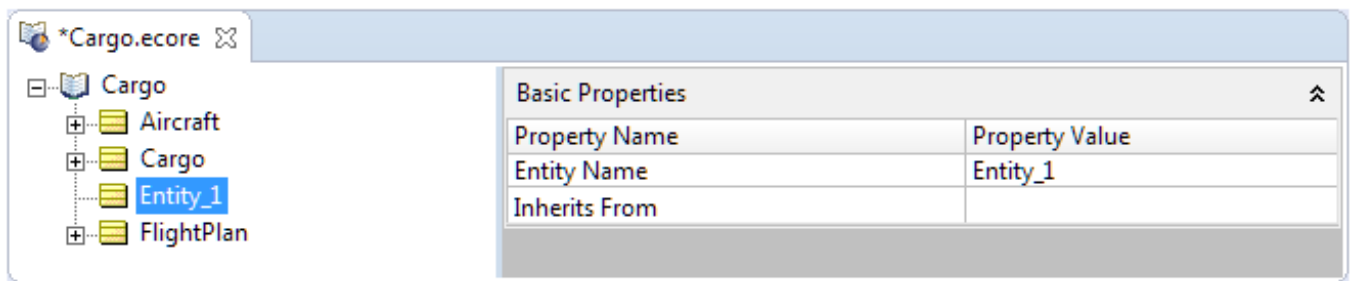 *Cargo.ecore
Cargo
Aircraft
Cargo
Entity_1
FlightPlan
Basic Properties
Property Name Property Value
Entity Name Entity_1
Inherits From